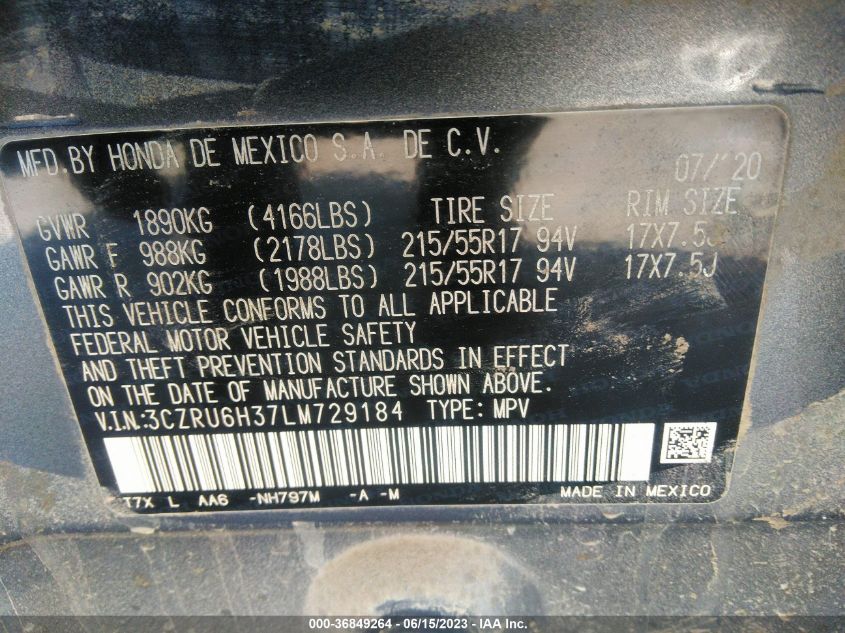 MFD. BY HONDA DE MEXICO S.A. DE C.V. 07/'20
GVWR 1890KG (4166LBS) TIRE SIZE RIM SIZE
GAWR F 988KG (2178LBS) 215/55R17 94V 17X7.5J
GAWR R 902KG (1988LBS) 215/55R17 94V 17X7.5J
THIS VEHICLE CONFORMS TO ALL APPLICABLE
FEDERAL MOTOR VEHICLE SAFETY
AND THEFT PREVENTION STANDARDS IN EFFECT
ON THE DATE OF MANUFACTURE SHOWN ABOVE.
V.I.N.:3CZRU6H37LM729184 TYPE: MPV
T7X L AA6 -NH797M -A -M MADE IN MEXICO
000-36849264 - 06/15/2023 - IAA Inc.